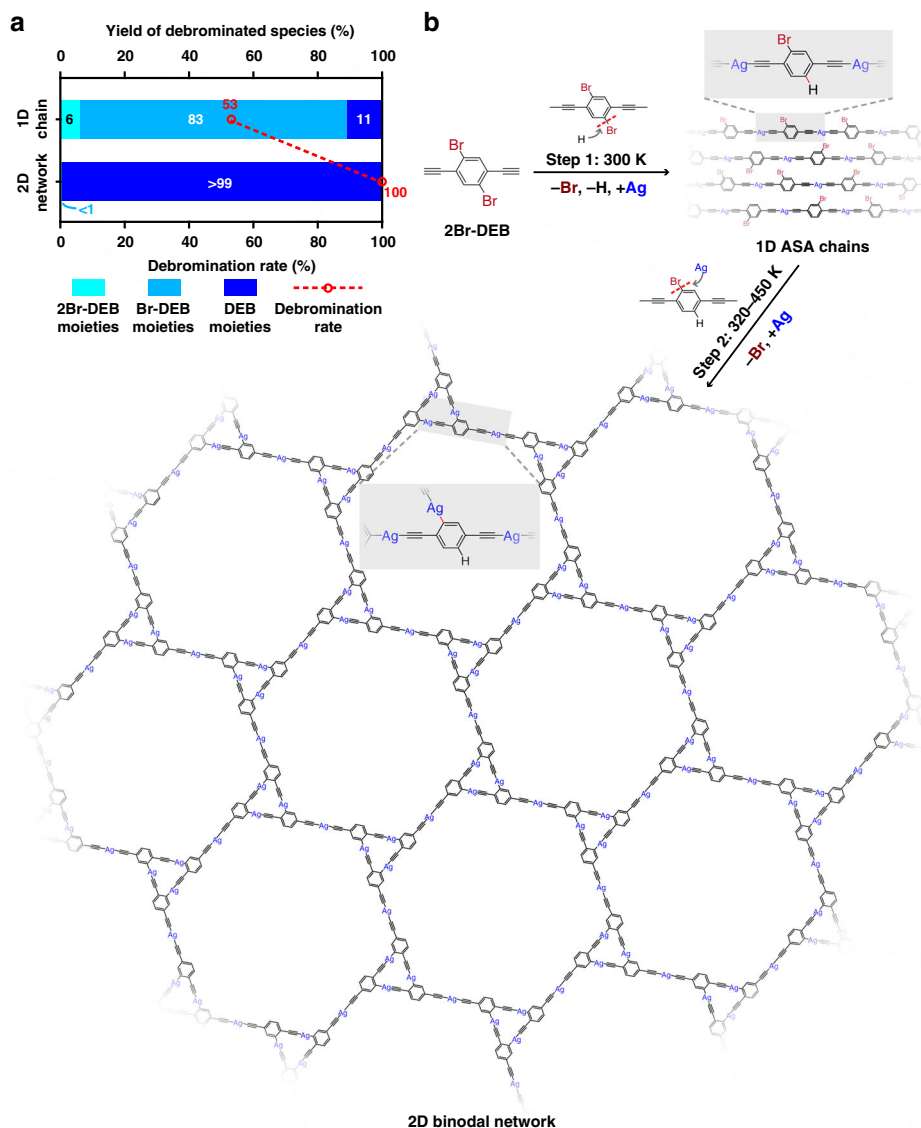 a
Yield of debrominated species (%)
0 20 40 60 80 100
1D chain
6
83
53
11
2D network
>99
100
<1
0 20 40 60 80 100
Debromination rate (%)
2Br-DEB moieties
Br-DEB moieties
DEB moieties
Debromination rate
b
Br
Br
2Br-DEB
Br
Br
H
Step 1: 300 K
–Br, –H, +Ag
Br
Ag
Ag
H
1D ASA chains
Br
Ag
H
Step 2: 320–450 K
–Br, +Ag
Ag
Ag
Ag
H
2D binodal network